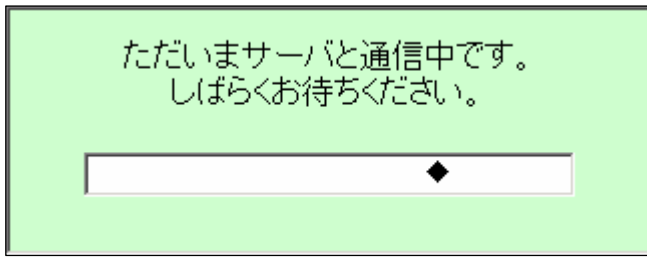 ただいまサーバと通信中です。
しばらくお待ちください。
◆